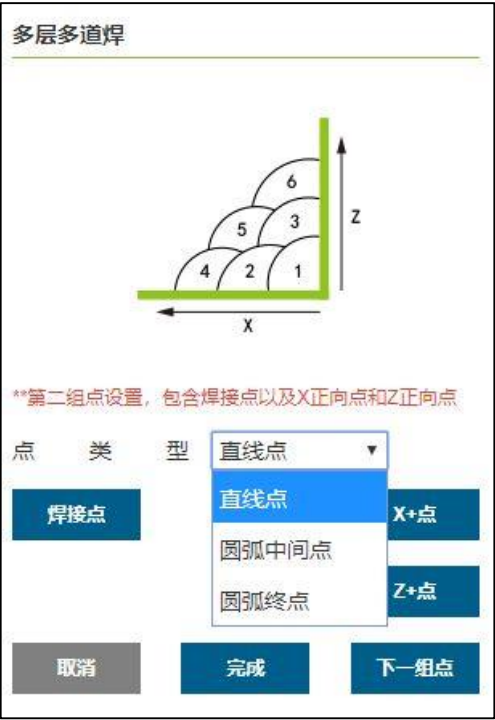 多层多道焊
6
5 3
4 2 1
Z
X
**第二组点设置，包含焊接点以及X正向点和Z正向点
点 类 型 直线点
直线点
焊接点 X+点
圆弧中间点
圆弧终点 Z+点
取消 完成 下一组点